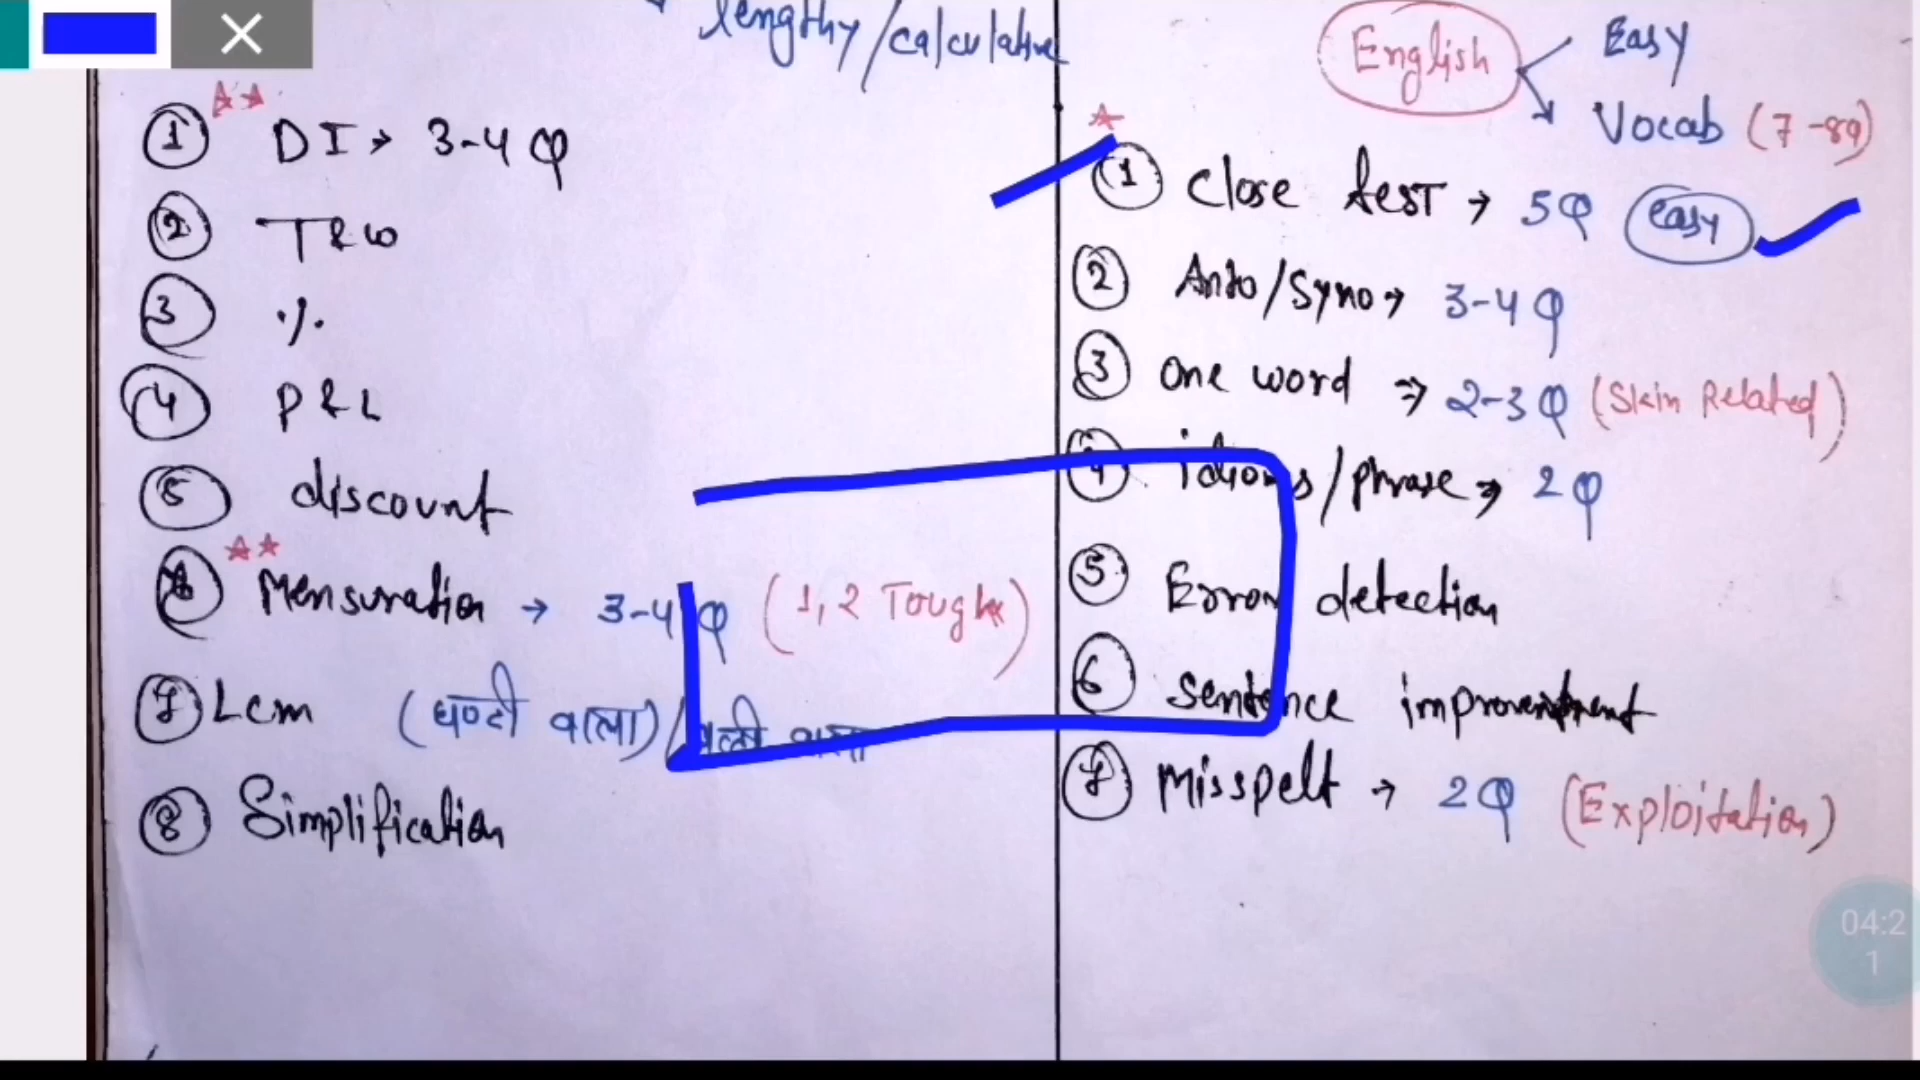 lengthy/calculative
① DI → 3-4 Q
② T & W
③ %
④ P & L
⑤ discount
⑥ Mensuration → 3-4 Q (1,2 Tough)
⑦ Lcm (घण्टी वाला)/ वाला
⑧ Simplification
English
Easy
Vocab (7-8q)
① Close test → 5Q easy
② Anto/Syno → 3-4 Q
③ One word ⇒ 2-3 Q (Skin Related)
④ idioms/phrase ⇒ 2 Q
⑤ Error detection
⑥ Sentence improvement
⑦ Misspelt → 2 Q (Exploitation)
04:2
1